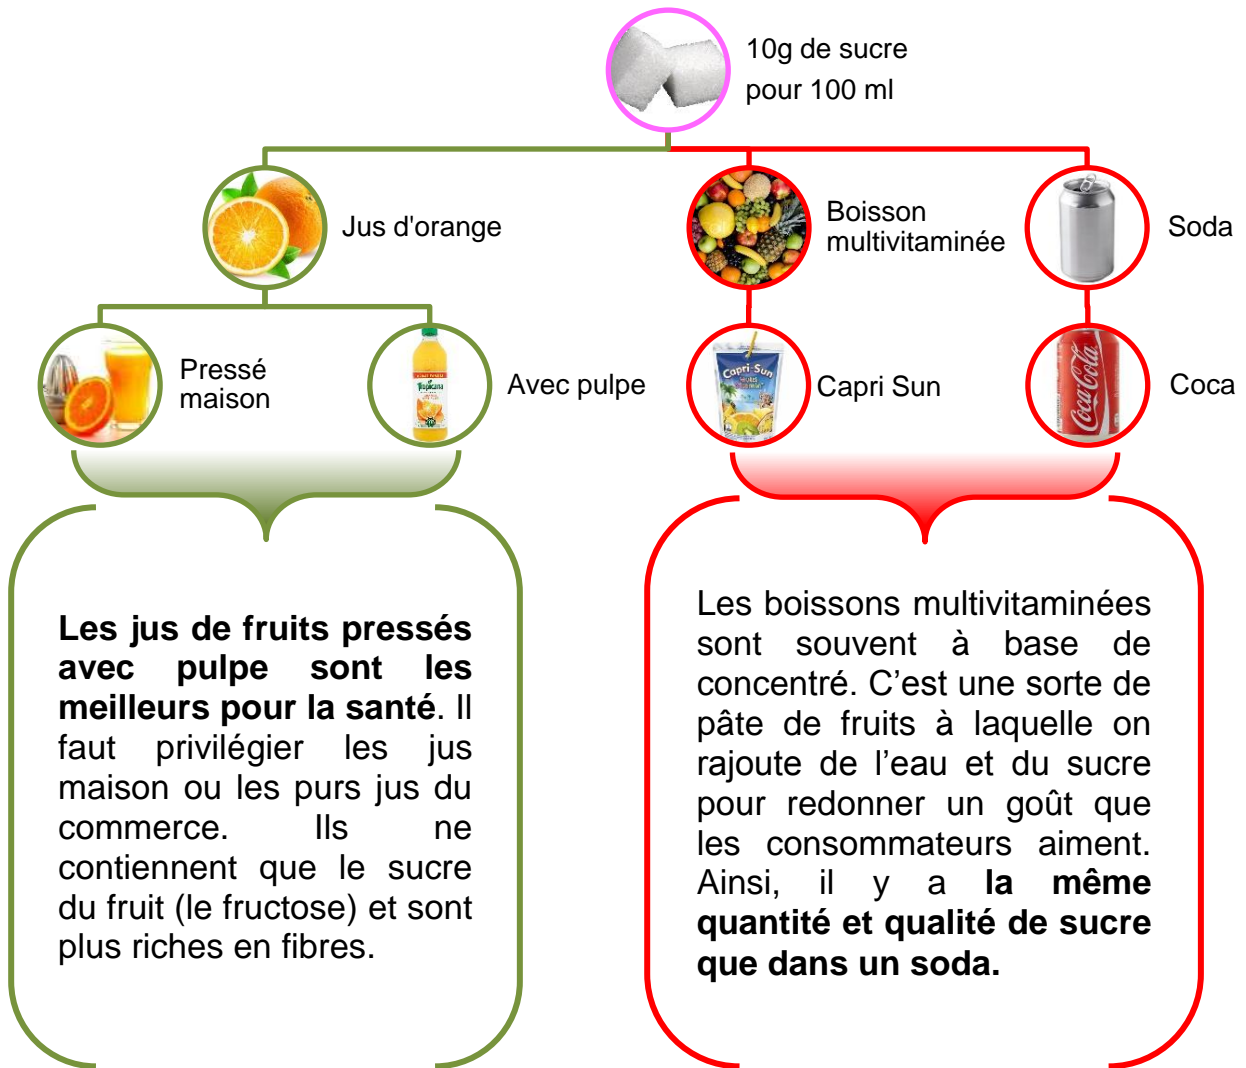 10g de sucre
pour 100 ml
Jus d'orange
Boisson
multivitaminée
Soda
Pressé
maison
Tropicana
Avec pulpe
Capri-Sun
Capri Sun
Coca-Cola
Coca
Les jus de fruits pressés
avec pulpe sont les
meilleurs pour la santé. Il
faut privilégier les jus
maison ou les purs jus du
commerce. Ils ne
contiennent que le sucre
du fruit (le fructose) et sont
plus riches en fibres.
Les boissons multivitaminées
sont souvent à base de
concentré. C’est une sorte de
pâte de fruits à laquelle on
rajoute de l’eau et du sucre
pour redonner un goût que
les consommateurs aiment.
Ainsi, il y a la même
quantité et qualité de sucre
que dans un soda.